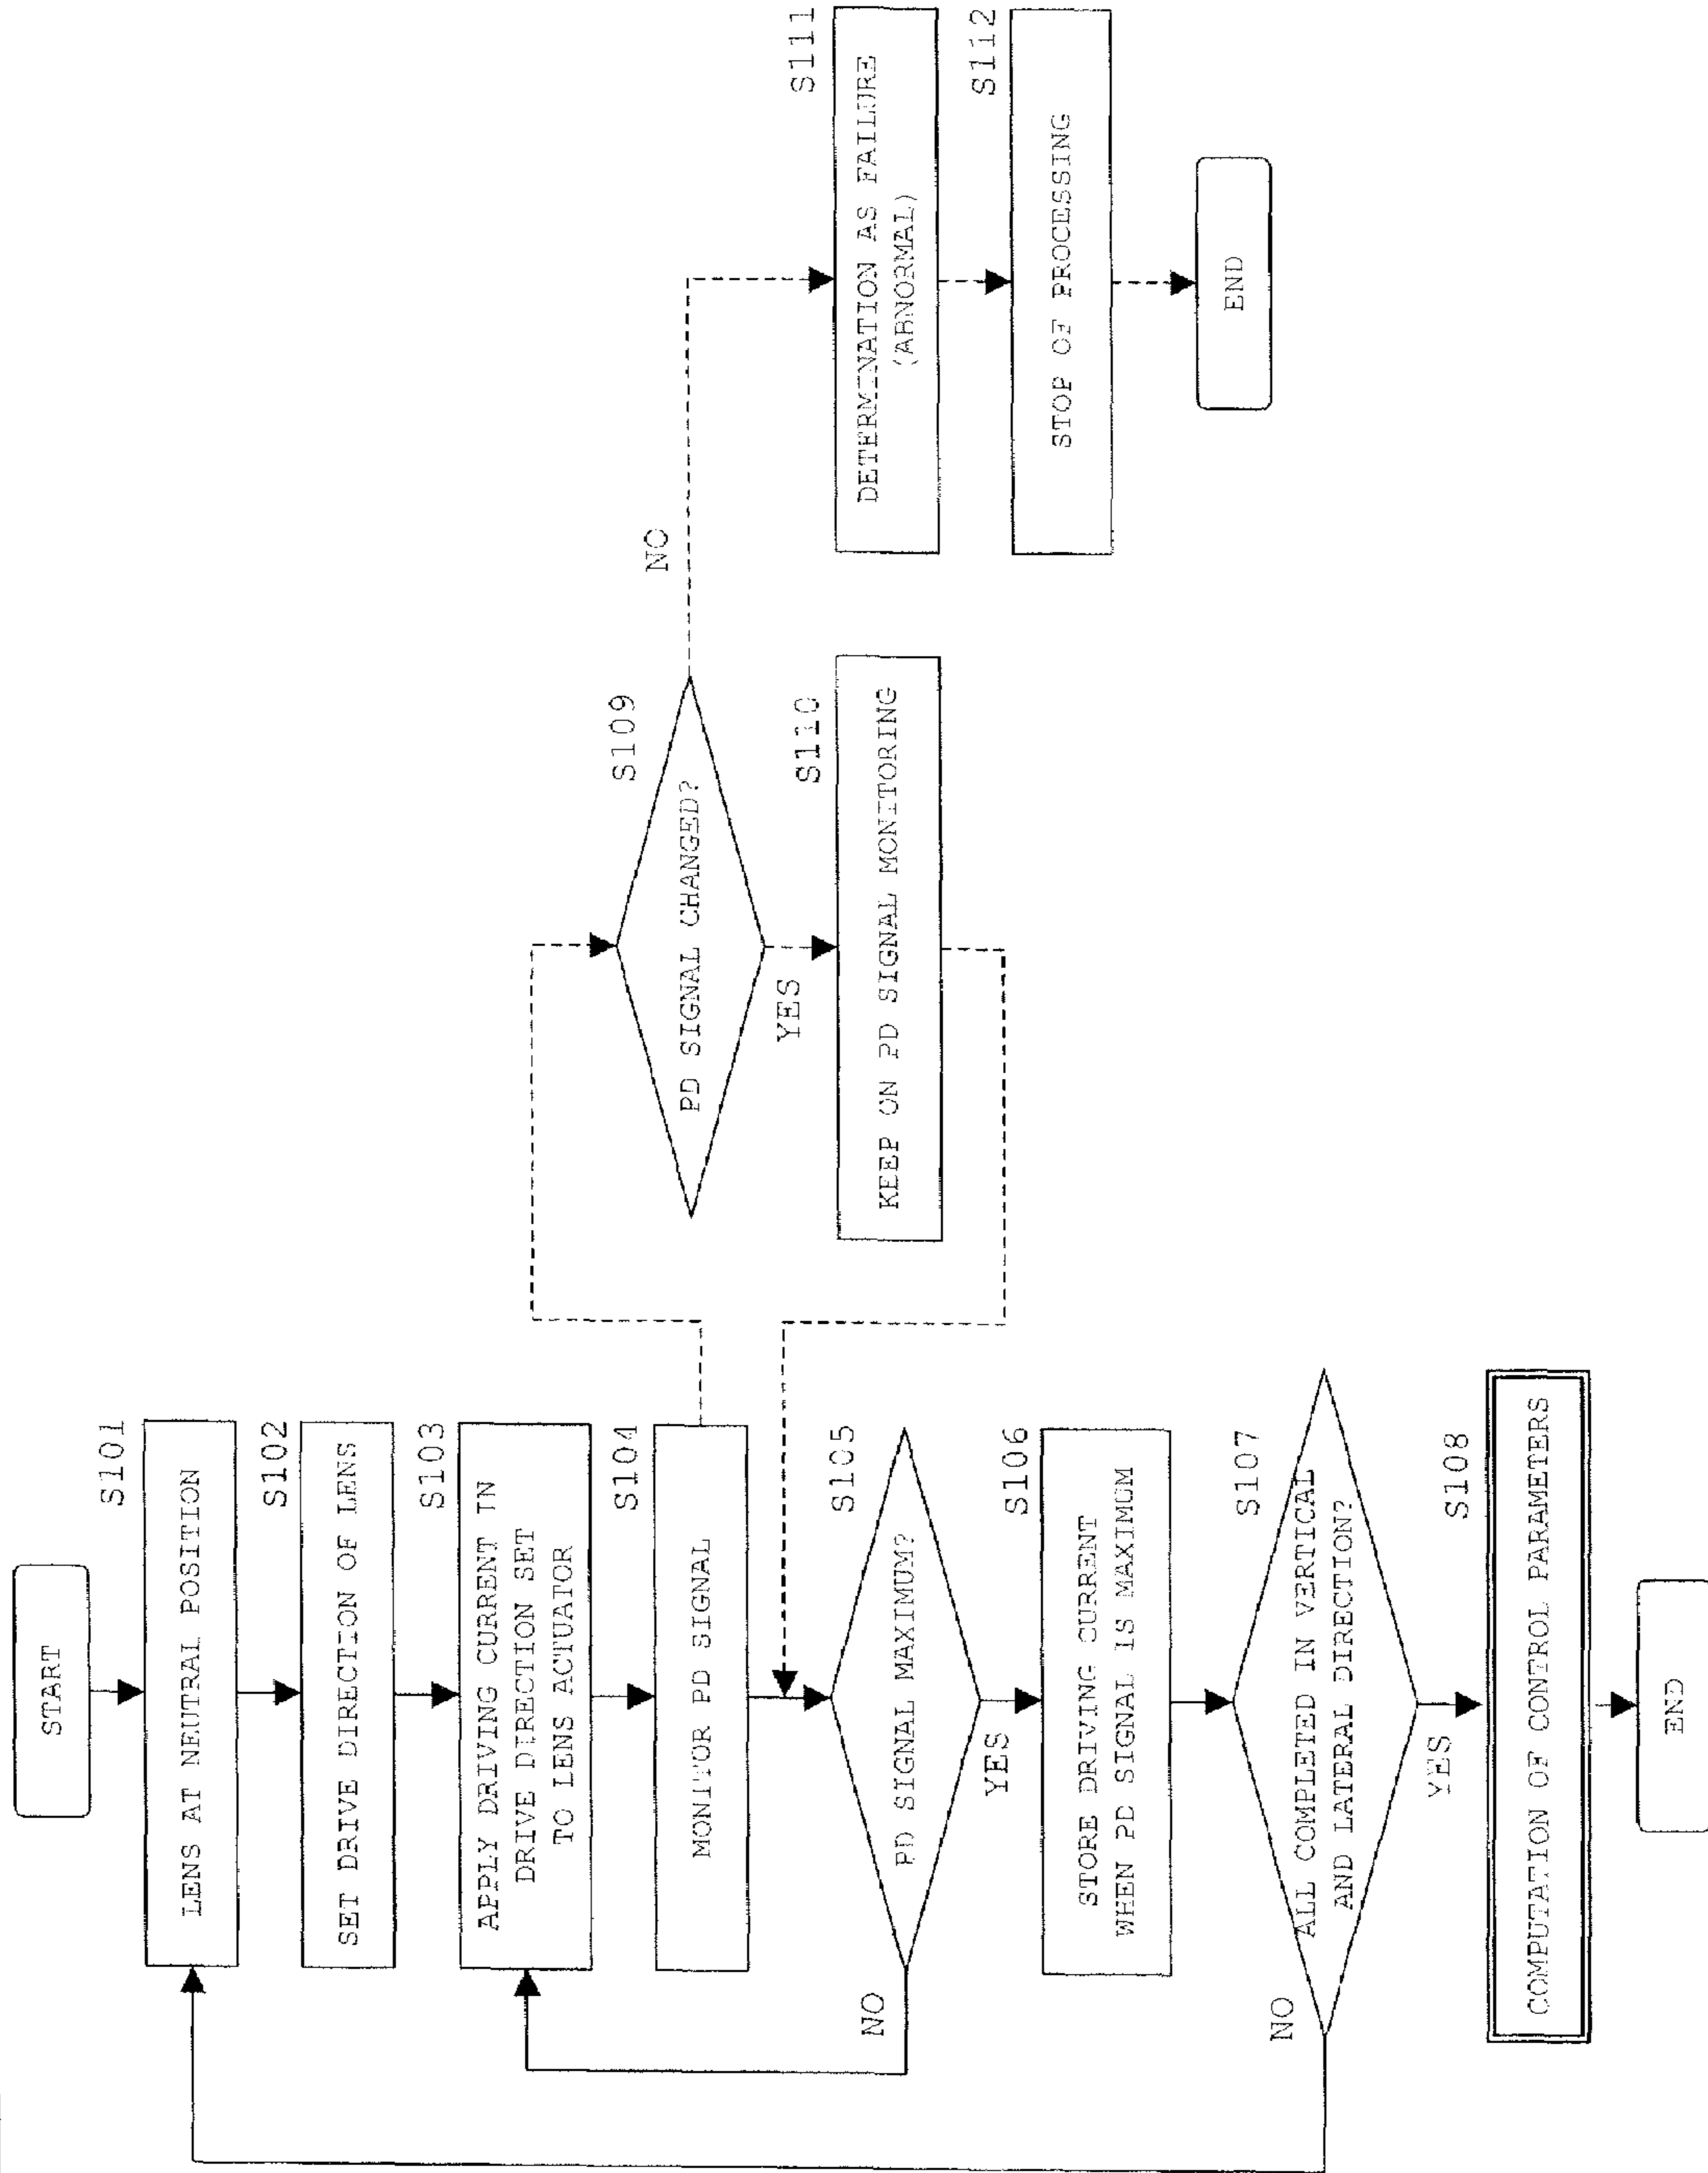 START
S101
LENS AT NEUTRAL POSITION
S102
SET DRIVE DIRECTION OF LENS
S103
APPLY DRIVING CURRENT IN
DRIVE DIRECTION SET
TO LENS ACTUATOR
S104
MONITOR PD SIGNAL
S105
PD SIGNAL MAXIMUM?
NO
YES
S106
STORE DRIVING CURRENT
WHEN PD SIGNAL IS MAXIMUM
S107
ALL COMPLETED IN VERTICAL
AND LATERAL DIRECTION?
NO
YES
S108
COMPUTATION OF CONTROL PARAMETERS
END
S109
PD SIGNAL CHANGED?
NO
YES
S110
KEEP ON PD SIGNAL MONITORING
S111
DETERMINATION AS FAILURE
(ABNORMAL)
S112
STOP OF PROCESSING
END